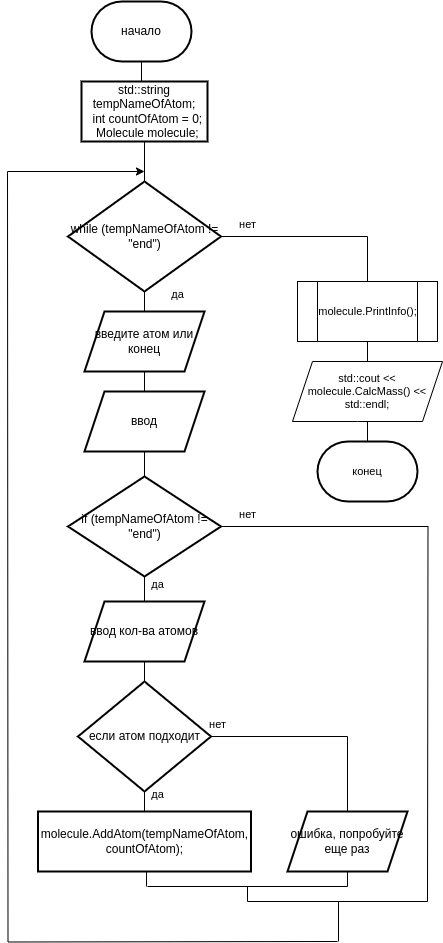 начало
std::string
tempNameOfAtom;
int countOfAtom = 0;
Molecule molecule;
while (tempNameOfAtom !=
"end")
нет
да
molecule.PrintInfo();
введите атом или
конец
std::cout <<
molecule.CalcMass() <<
std::endl;
ввод
конец
if (tempNameOfAtom !=
"end")
нет
да
ввод кол-ва атомов
если атом подходит
нет
да
molecule.AddAtom(tempNameOfAtom,
countOfAtom);
ошибка, попробуйте
еще раз